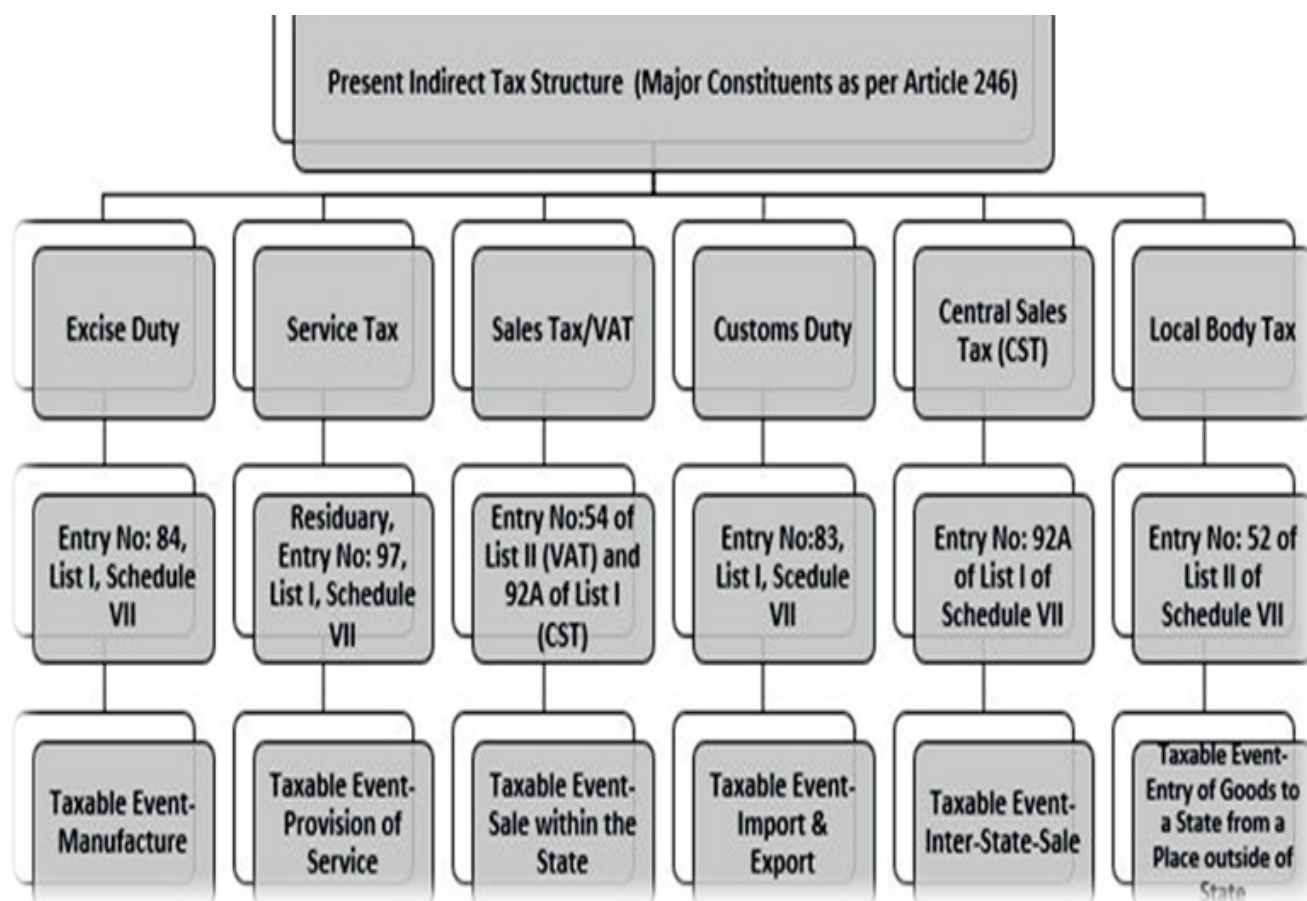 Present Indirect Tax Structure (Major Constituents as per Article 246)
Excise Duty
Service Tax
Sales Tax/VAT
Customs Duty
Central Sales
Tax (CST)
Local Body Tax
Entry No: 84,
List I, Schedule
VII
Residuary,
Entry No: 97,
List I, Schedule
VII
Entry No:54 of
List II (VAT) and
92A of List I
(CST)
Entry No:83,
List I, Scedule
VII
Entry No: 92A
of List I of
Schedule VII
Entry No: 52 of
List II of
Schedule VII
Taxable Event-
Manufacture
Taxable Event-
Provision of
Service
Taxable Event-
Sale within the
State
Taxable Event-
Import &
Export
Taxable Event-
Inter-State-Sale
Taxable Event-
Entry of Goods to
a State from a
Place outside of
State